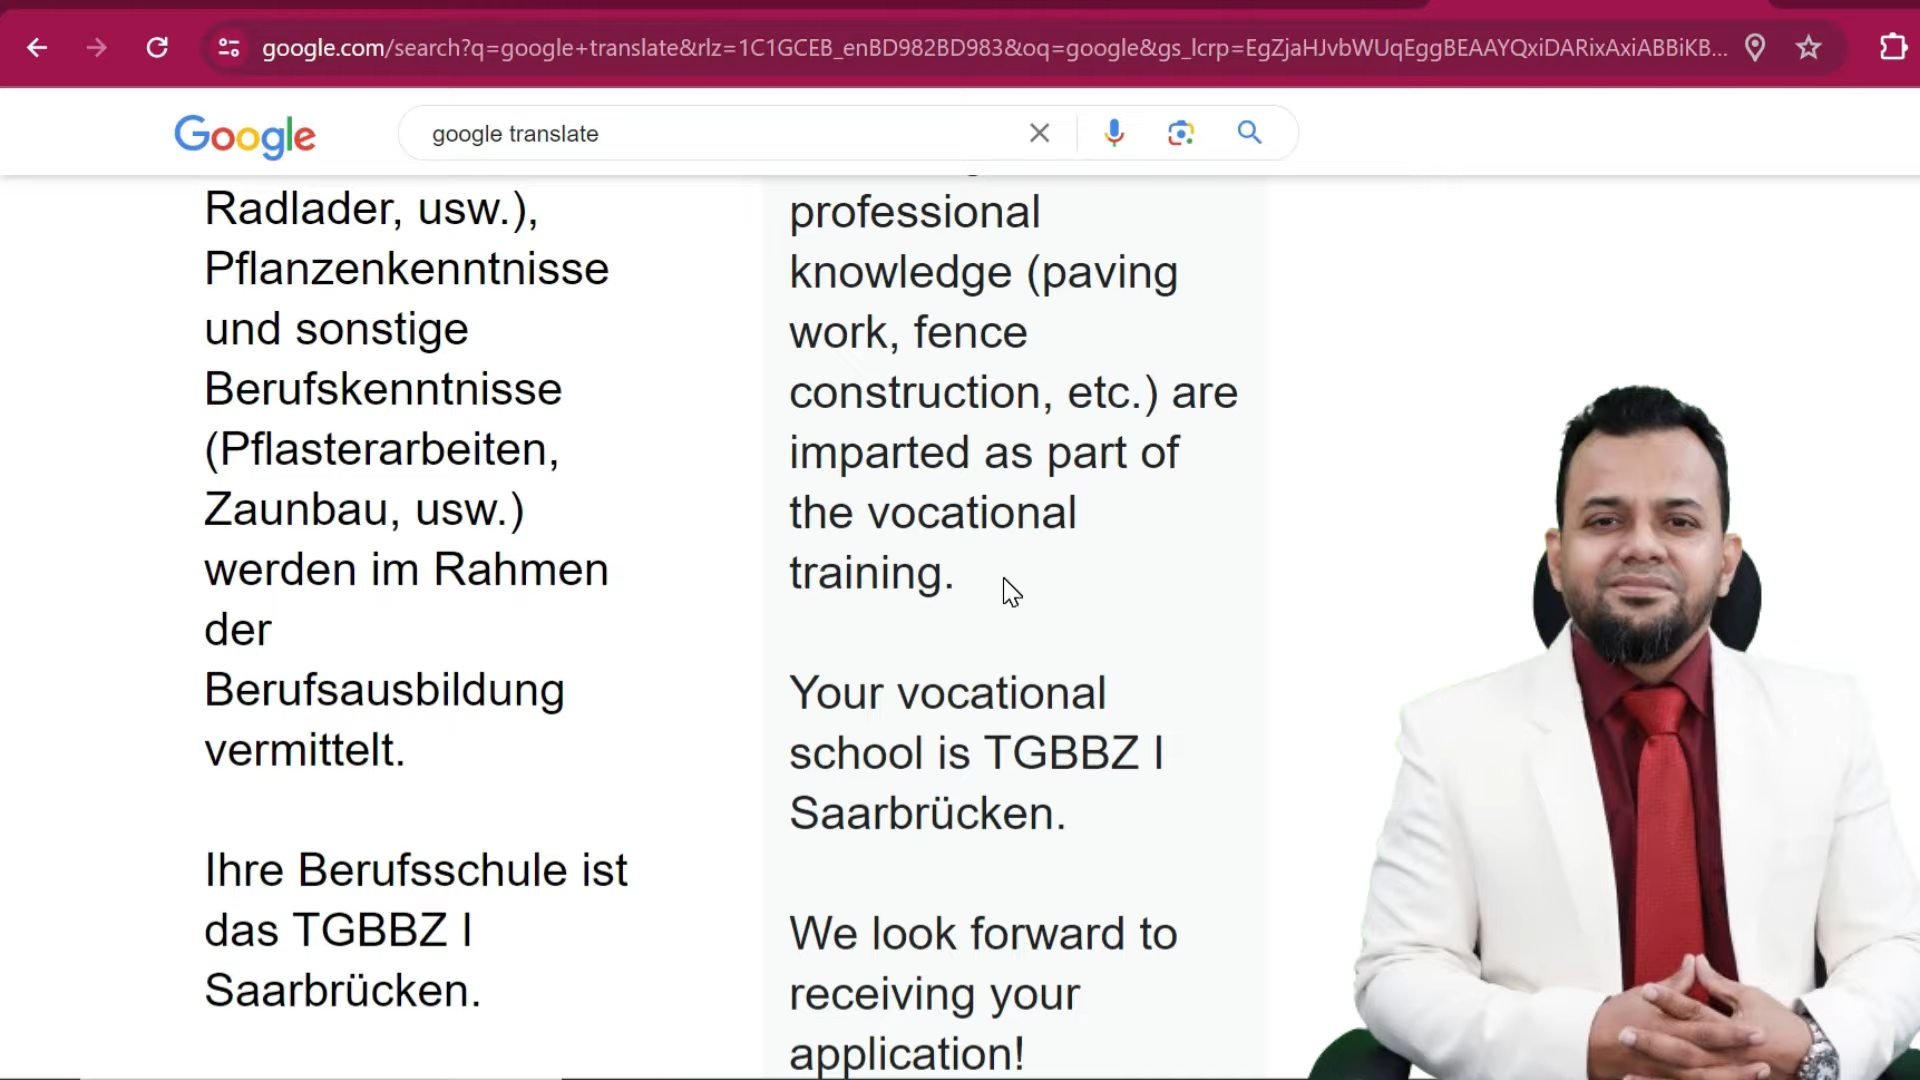 google.com/search?q=google+translate&rlz=1C1GCEB_enBD982BD983&oq=google&gs_lcrp=EgZjaHJvbWUqEggBEAAYQxiDARixAxiABBiKB...
Google
google translate
Radlader, usw.),
Pflanzenkenntnisse
und sonstige
Berufskenntnisse
(Pflasterarbeiten,
Zaunbau, usw.)
werden im Rahmen
der
Berufsausbildung
vermittelt.
Ihre Berufsschule ist
das TGBBZ I
Saarbrücken.
professional
knowledge (paving
work, fence
construction, etc.) are
imparted as part of
the vocational
training.
Your vocational
school is TGBBZ I
Saarbrücken.
We look forward to
receiving your
application!